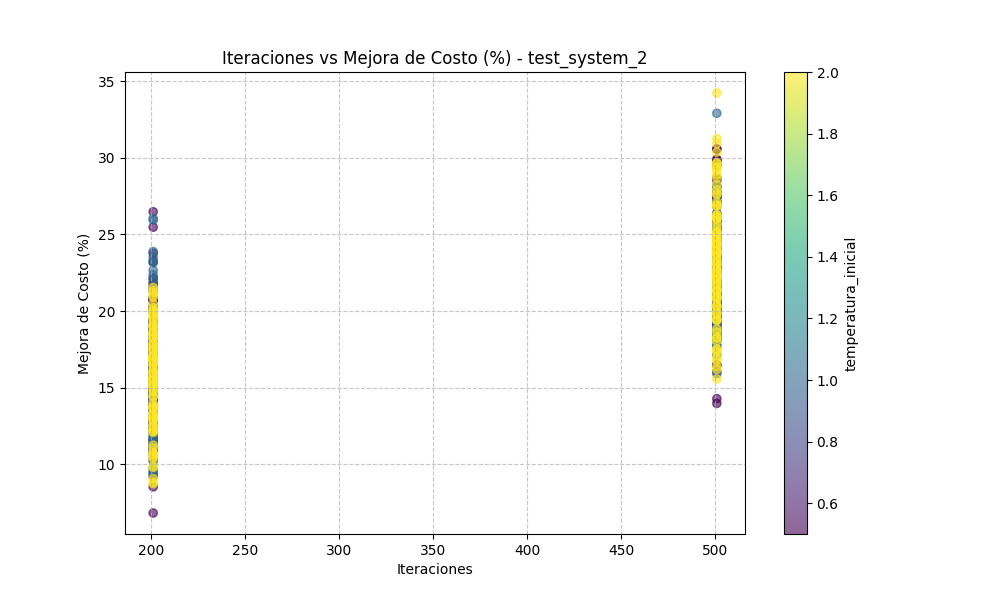 Iteraciones vs Mejora de Costo (%) - test_system_2
Mejora de Costo (%)
35
30
25
20
15
10
200 250 300 350 400 450 500
Iteraciones
2.0
1.8
1.6
1.4
1.2
1.0
0.8
0.6
temperatura_inicial